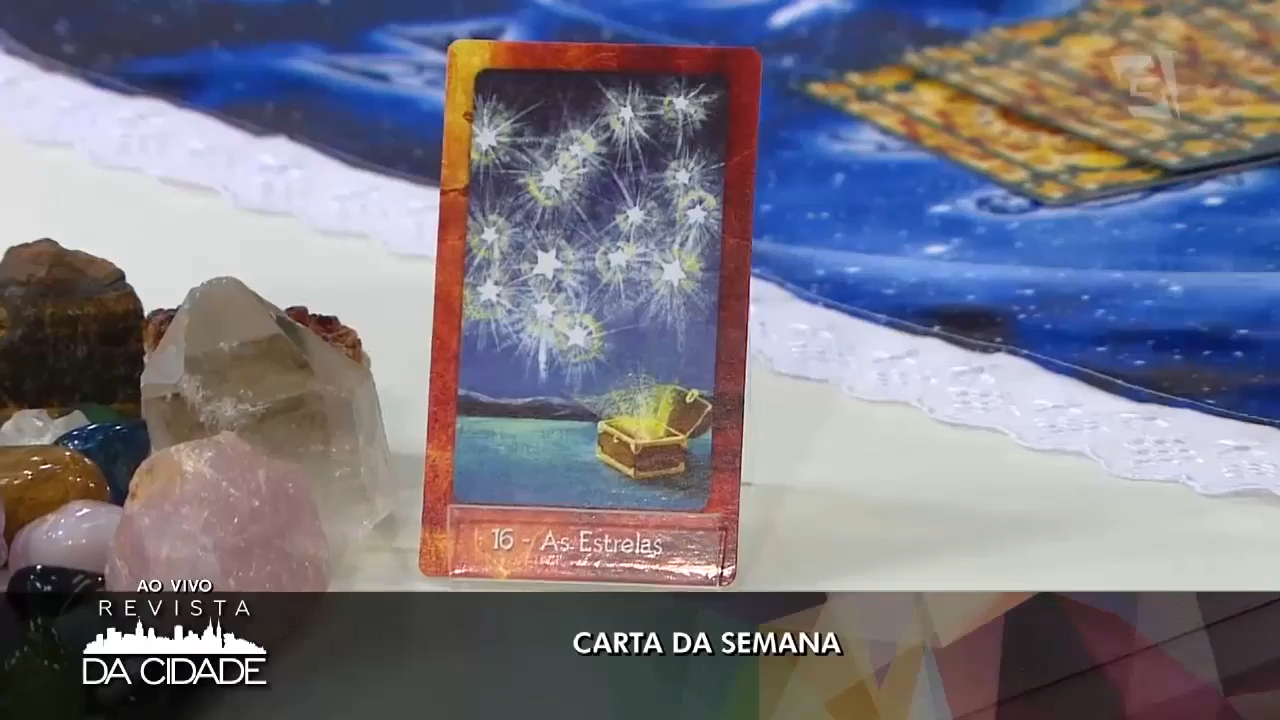 16 - As Estrelas
AO VIVO
REVISTA
DA CIDADE
CARTA DA SEMANA